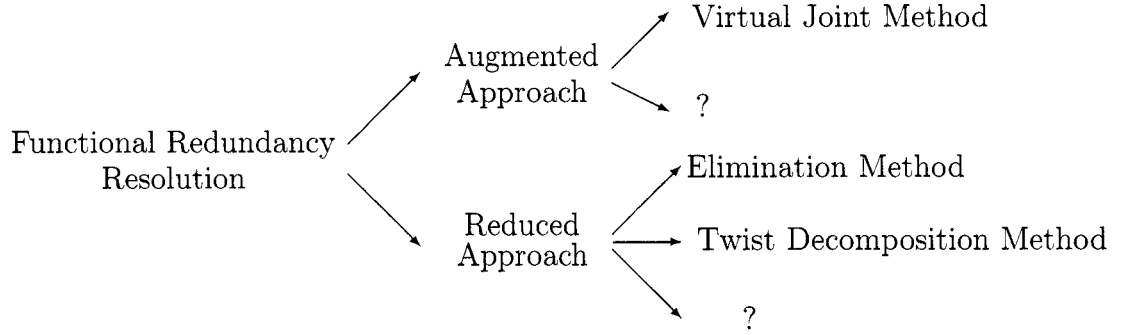 Virtual Joint Method
Augmented
Approach
?
Functional Redundancy
Resolution
Elimination Method
Reduced
Approach
Twist Decomposition Method
?